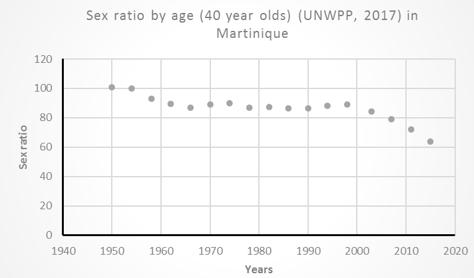 Sex ratio by age (40 year olds) (UNWPP, 2017) in
Martinique
120
100
80
60
40
20
0
Sex ratio
1940 1950 1960 1970 1980 1990 2000 2010 2020
Years